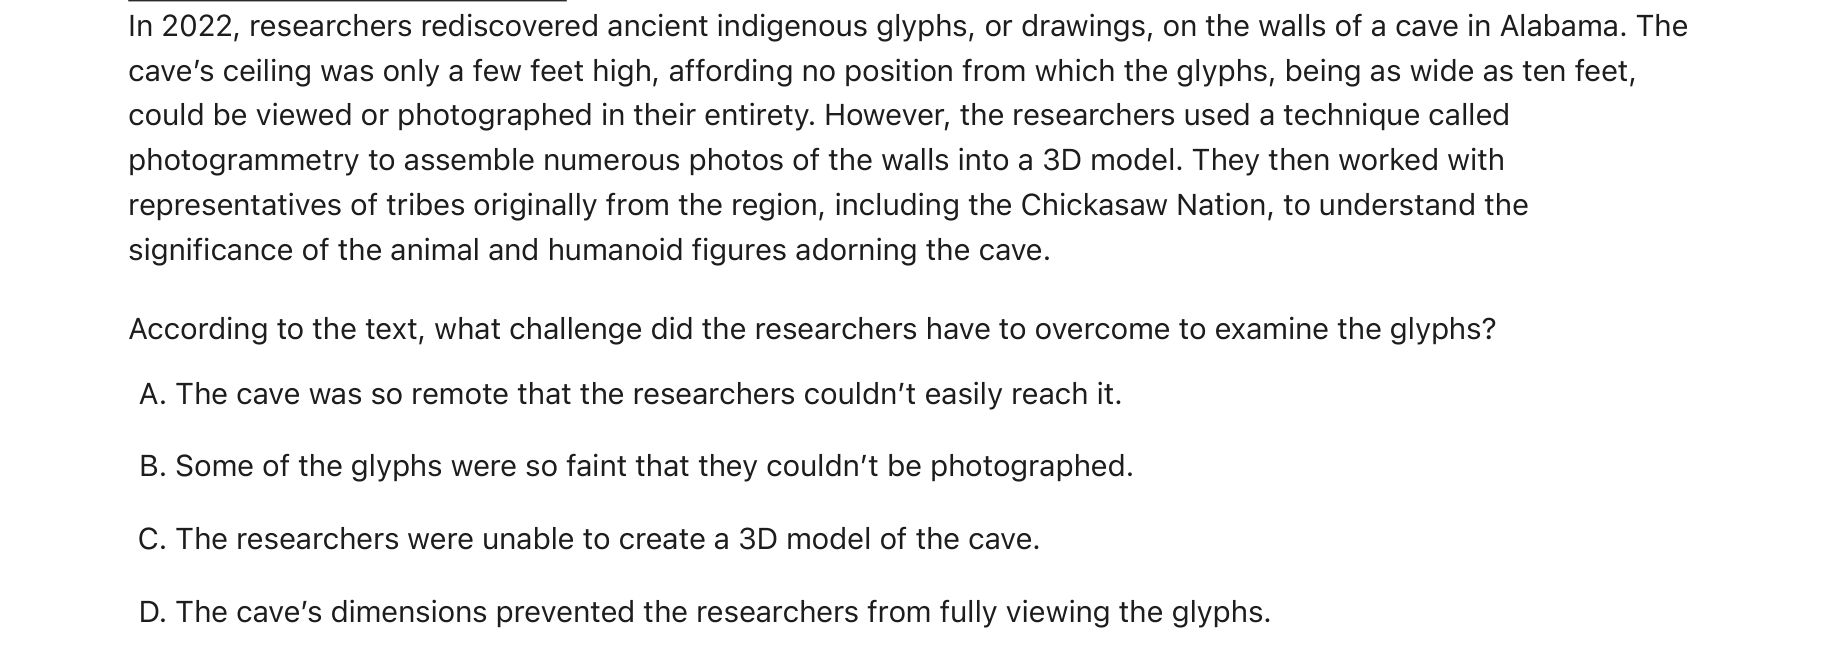 In 2022, researchers rediscovered ancient indigenous glyphs, or drawings, on the walls of a cave in Alabama. The
cave’s ceiling was only a few feet high, affording no position from which the glyphs, being as wide as ten feet,
could be viewed or photographed in their entirety. However, the researchers used a technique called
photogrammetry to assemble numerous photos of the walls into a 3D model. They then worked with
representatives of tribes originally from the region, including the Chickasaw Nation, to understand the
significance of the animal and humanoid figures adorning the cave.
According to the text, what challenge did the researchers have to overcome to examine the glyphs?
A. The cave was so remote that the researchers couldn’t easily reach it.
B. Some of the glyphs were so faint that they couldn’t be photographed.
C. The researchers were unable to create a 3D model of the cave.
D. The cave’s dimensions prevented the researchers from fully viewing the glyphs.